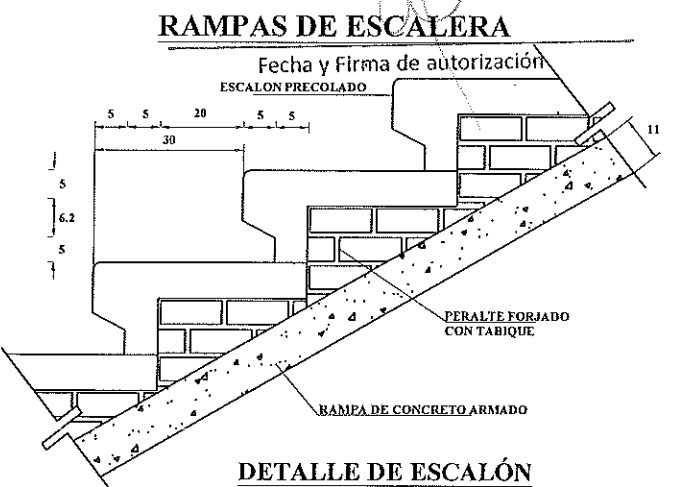 RAMPAS DE ESCALERA
Fecha y Firma de autorización
ESCALON PRECOLADO
5 5 20 5 5
30
11
5
6.2
5
PERALTE FORJADO
CON TABIQUE
RAMPA DE CONCRETO ARMADO
DETALLE DE ESCALÓN